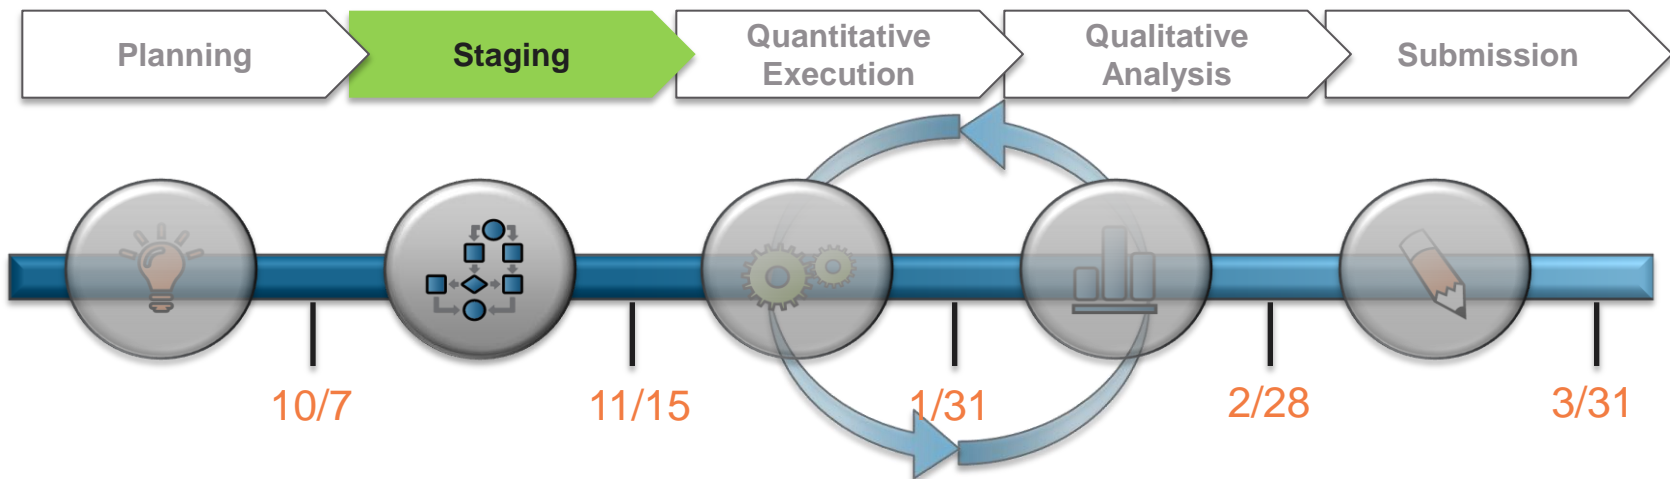 Planning
Staging
Quantitative
Execution
Qualitative
Analysis
Submission
10/7
11/15
1/31
2/28
3/31